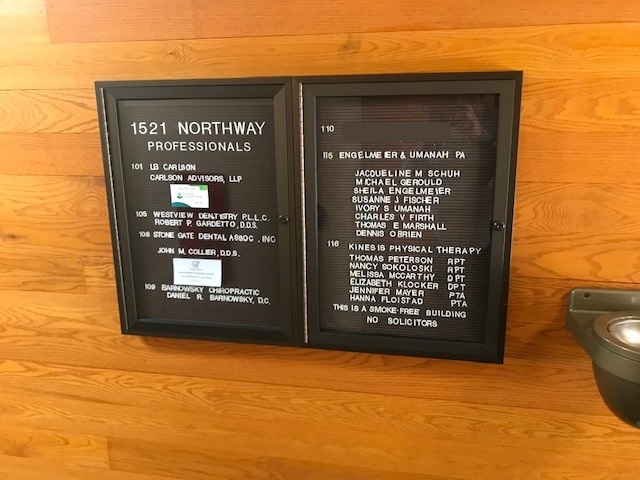 1521 NORTHWAY
PROFESSIONALS
101 LB CARLSON
CARLSON ADVISORS, LLP
105 WESTVIEW DENTISTRY P.L.L.C.
ROBERT P. GARDETTO, D.D.S.
108 STONE GATE DENTAL ASSOC., INC
JOHN M. COLLIER, D.D.S.
109 BARNOWSKY CHIROPRACTIC
DANIEL R. BARNOWSKY, D.C.
110
115 ENGELMEIER & UMANAH PA
JACQUELINE M SCHUH
MICHAEL GEROULD
SHEILA ENGELMEIER
SUSANNE J FISCHER
IVORY S UMANAH
CHARLES V FIRTH
THOMAS E MARSHALL
DENNIS O BRIEN
116 KINESIS PHYSICAL THERAPY
THOMAS PETERSON RPT
NANCY SOKOLOSKI RPT
MELISSA MCCARTHY DPT
ELIZABETH KLOCKER DPT
JENNIFER MAYER PTA
HANNA FLOISTAD PTA
THIS IS A SMOKE-FREE BUILDING
NO SOLICITORS